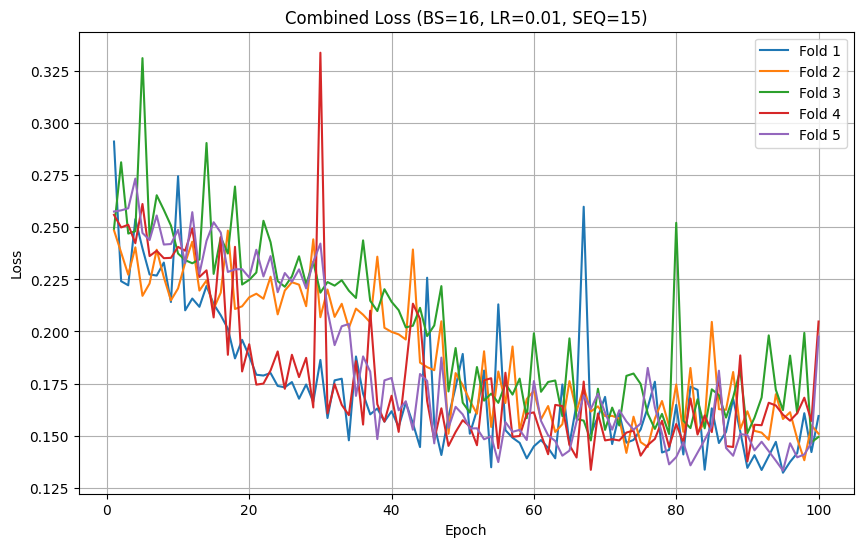 Combined Loss (BS=16, LR=0.01, SEQ=15)
Fold 1
Fold 2
Fold 3
Fold 4
Fold 5
Loss
0.325
0.300
0.275
0.250
0.225
0.200
0.175
0.150
0.125
0 20 40 60 80 100
Epoch